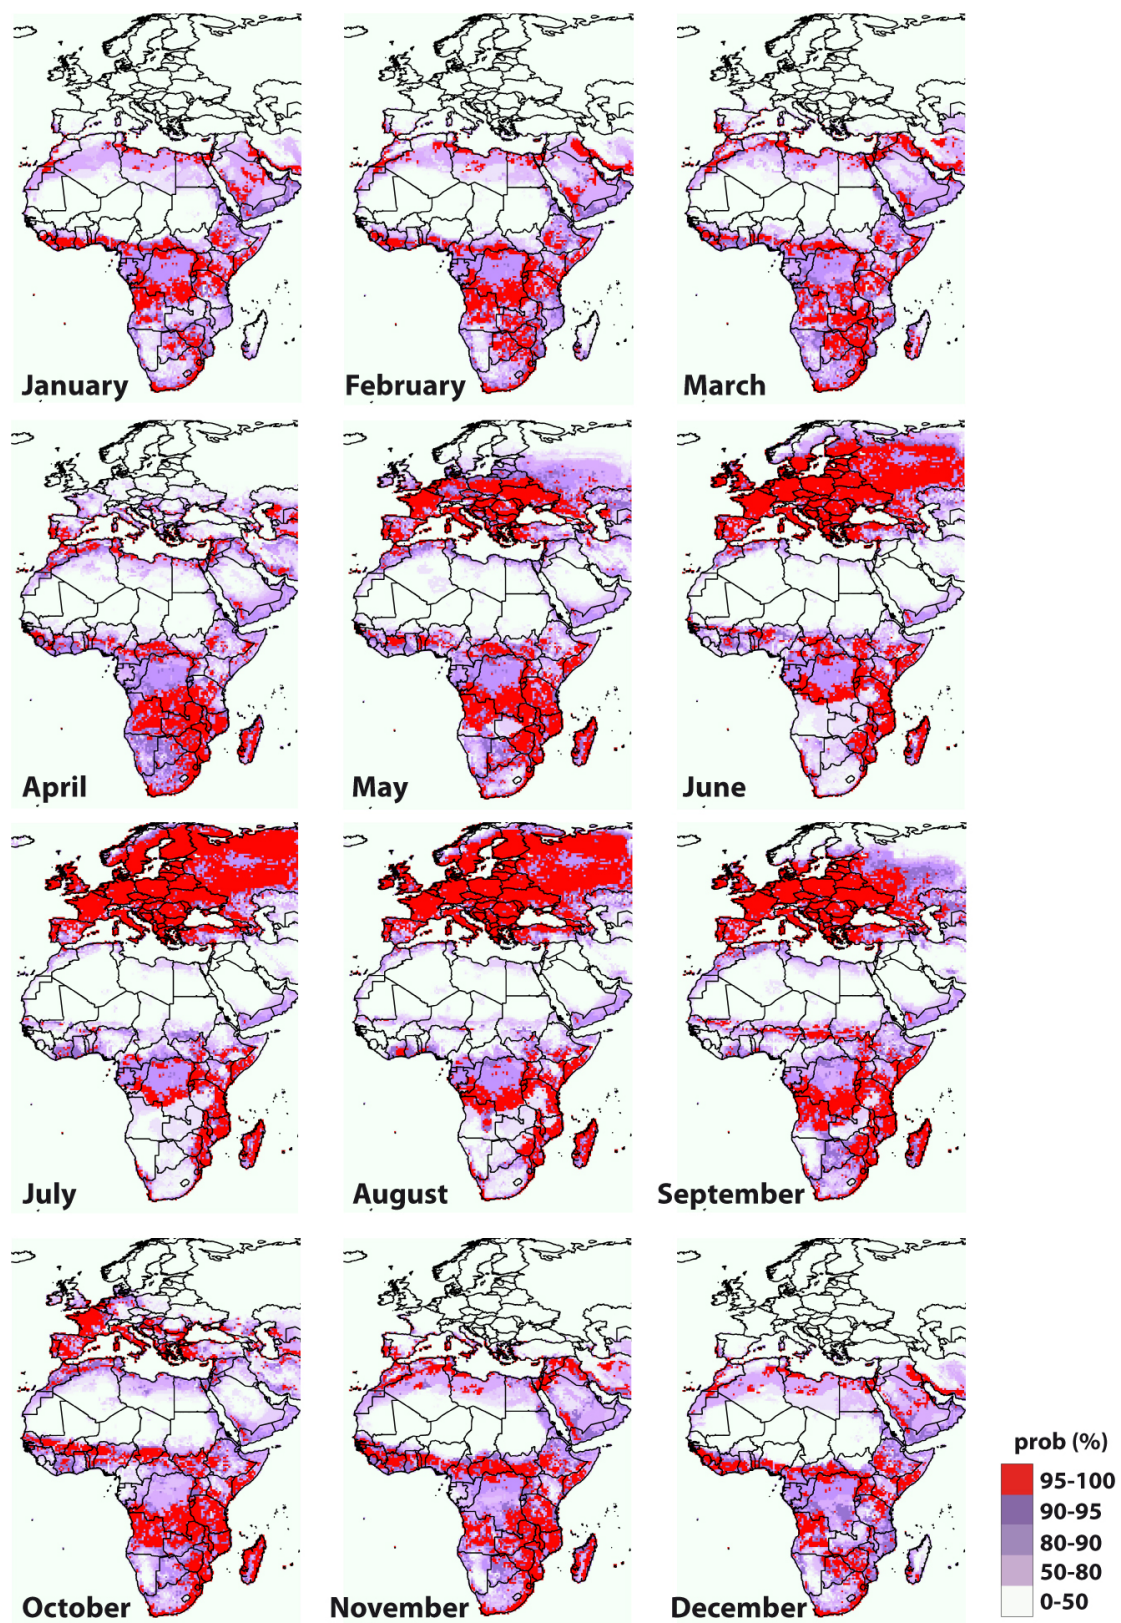 January
February
March
April
May
June
July
August
September
October
November
December
prob (%)
95-100
90-95
80-90
50-80
0-50